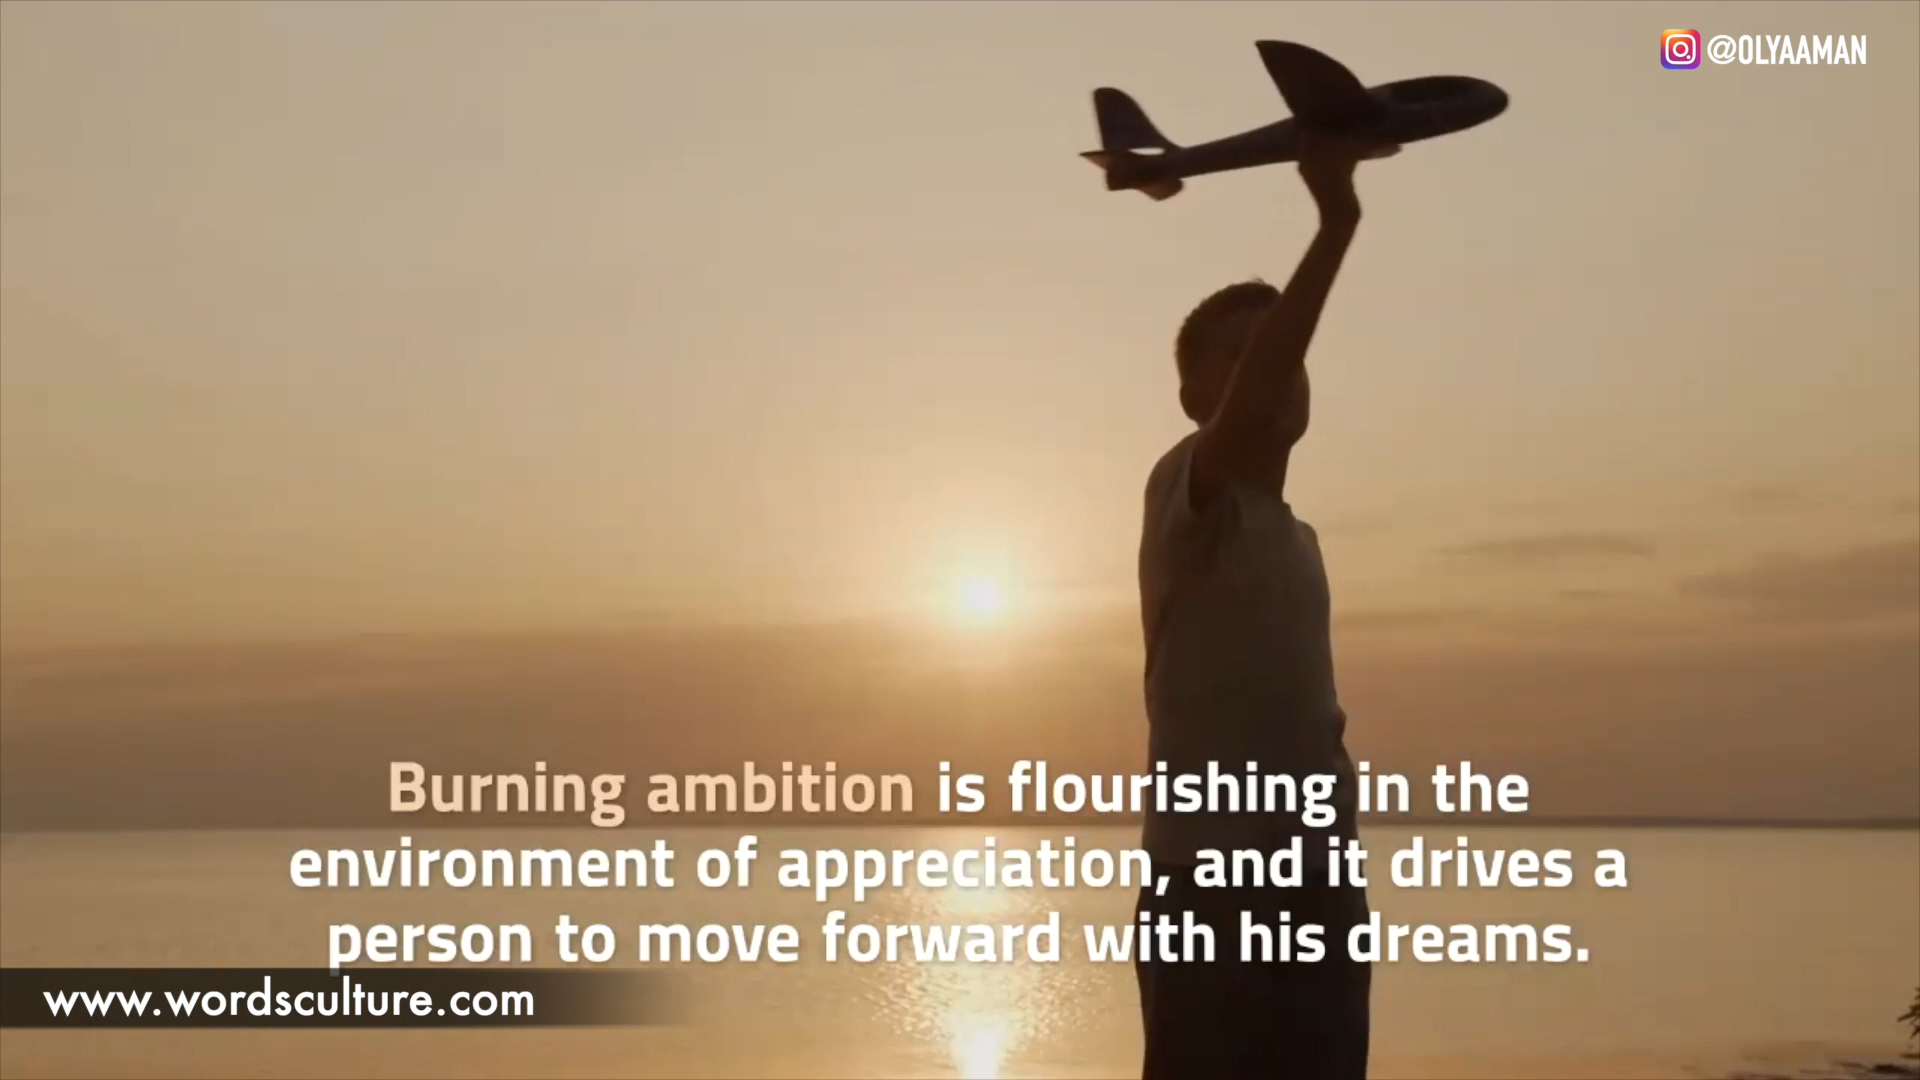 @OLYAAMAN
Burning ambition is flourishing in the
environment of appreciation, and it drives a
person to move forward with his dreams.
www.wordsculture.com